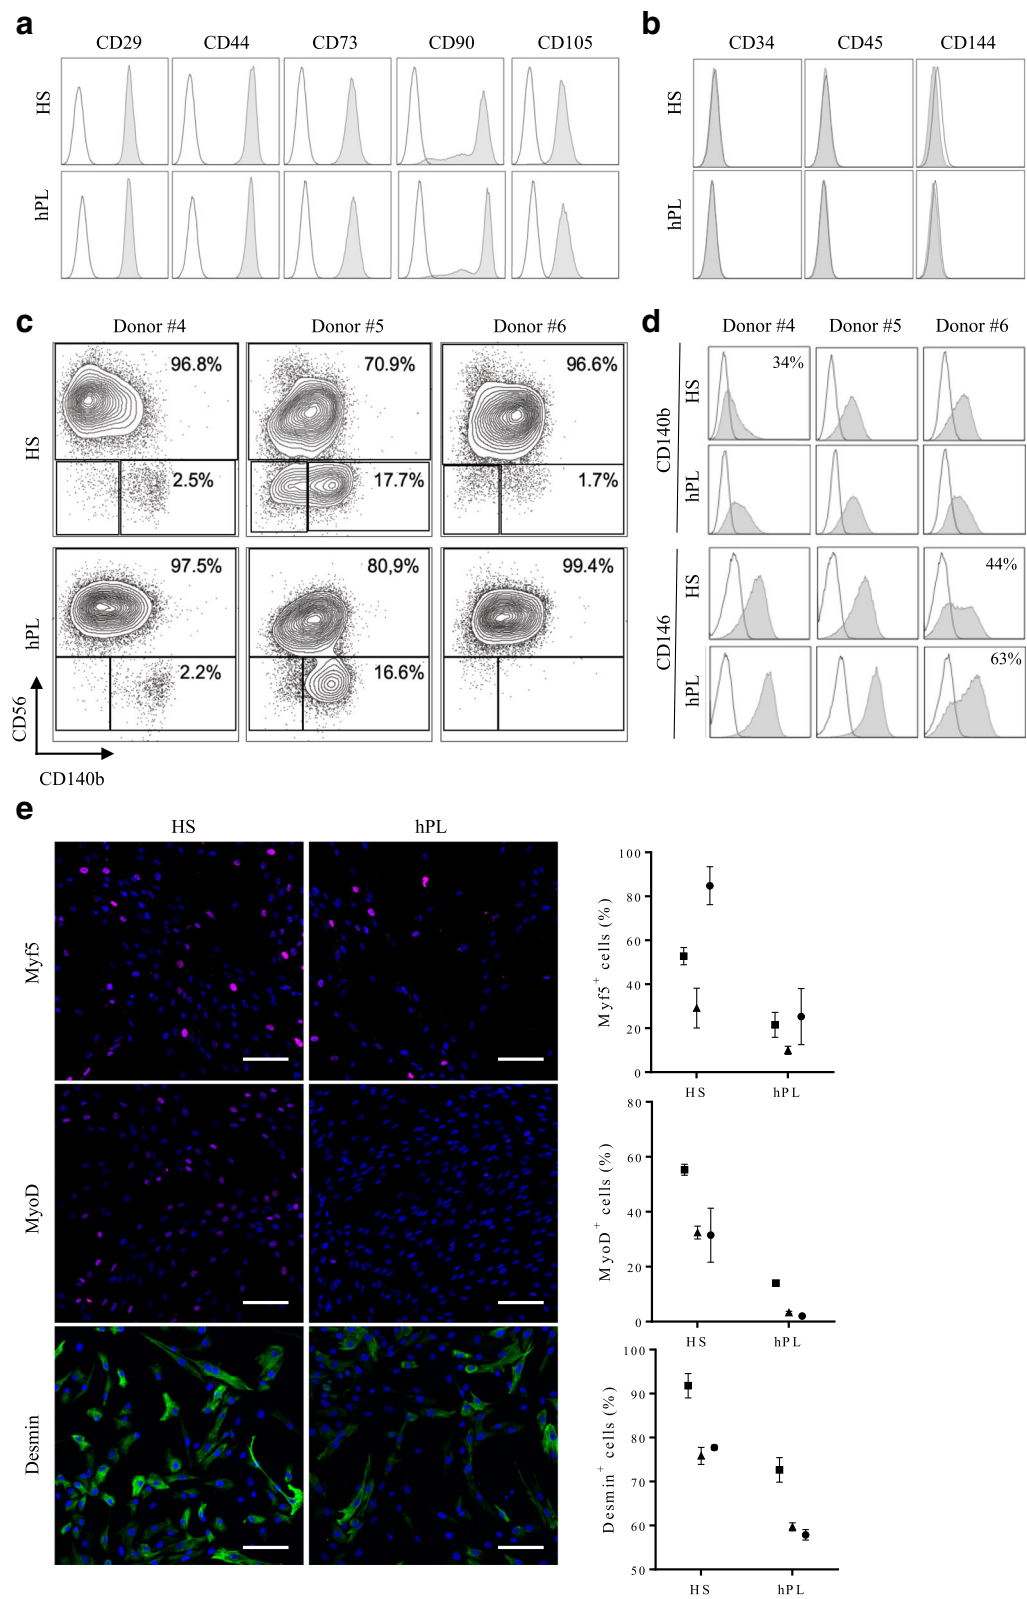 a
CD29 CD44 CD73 CD90 CD105
HS
hPL
b
CD34 CD45 CD144
HS
hPL
c
Donor #4 Donor #5 Donor #6
HS
96.8% 70.9% 96.6%
2.5% 17.7% 1.7%
hPL
97.5% 80,9% 99.4%
2.2% 16.6%
CD56
CD140b
d
Donor #4 Donor #5 Donor #6
CD140b
HS
34%
hPL
CD146
HS
44%
hPL
63%
e
HS hPL
Myf5
MyoD
Desmin
Myf5+ cells (%)
100
80
60
40
20
0
HS hPL
MyoD+ cells (%)
80
60
40
20
0
HS hPL
Desmin+ cells (%)
100
90
80
70
60
50
HS hPL